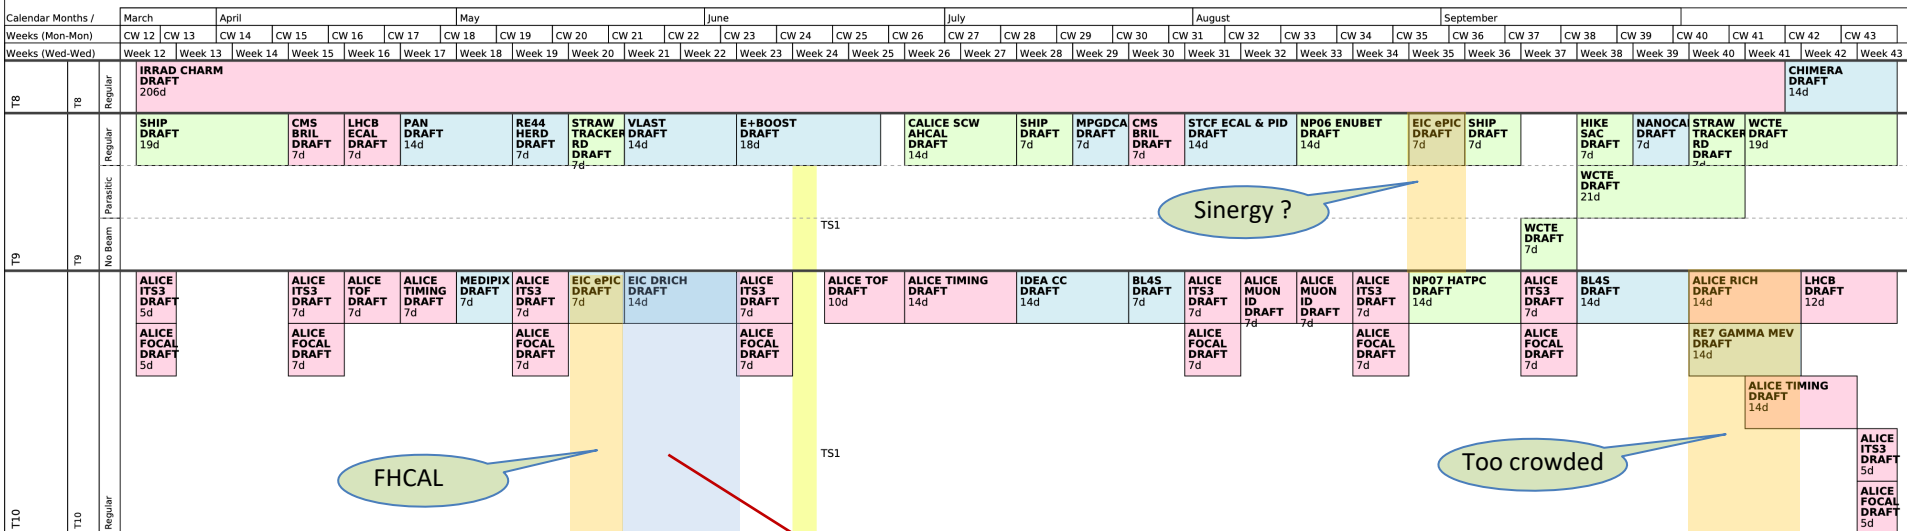 Calendar Months / March April May June July August September
Weeks (Mon-Mon) CW 12 CW 13 CW 14 CW 15 CW 16 CW 17 CW 18 CW 19 CW 20 CW 21 CW 22 CW 23 CW 24 CW 25 CW 26 CW 27 CW 28 CW 29 CW 30 CW 31 CW 32 CW 33 CW 34 CW 35 CW 36 CW 37 CW 38 CW 39 CW 40 CW 41 CW 42 CW 43
Weeks (Wed-Wed) Week 12 Week 13 Week 14 Week 15 Week 16 Week 17 Week 18 Week 19 Week 20 Week 21 Week 22 Week 23 Week 24 Week 25 Week 26 Week 27 Week 28 Week 29 Week 30 Week 31 Week 32 Week 33 Week 34 Week 35 Week 36 Week 37 Week 38 Week 39 Week 40 Week 41 Week 42 Week 43
T8
T8
Regular
IRRAD CHARM
DRAFT
206d
CHIMERA
DRAFT
14d
T9
T9
Regular
SHIP
DRAFT
19d
CMS
BRIL
DRAFT
7d
LHCB
ECAL
DRAFT
7d
PAN
DRAFT
14d
RE44
HERD
DRAFT
7d
STRAW
TRACKER
RD
DRAFT
7d
VLAST
DRAFT
14d
E+BOOST
DRAFT
18d
CALICE SCW
AHCAL
DRAFT
14d
SHIP
DRAFT
7d
MPGDCA
DRAFT
7d
CMS
BRIL
DRAFT
7d
STCF ECAL & PID
DRAFT
14d
NP06 ENUBET
DRAFT
14d
EIC ePIC
DRAFT
7d
SHIP
DRAFT
7d
HIKE
SAC
DRAFT
7d
NANOCAL
DRAFT
7d
STRAW
TRACKER
RD
DRAFT
7d
WCTE
DRAFT
19d
Parasitic
Sinergy ?
WCTE
DRAFT
21d
No Beam
TS1
WCTE
DRAFT
7d
T10
T10
Regular
ALICE
ITS3
DRAFT
5d
ALICE
ITS3
DRAFT
7d
ALICE
TOF
DRAFT
7d
ALICE
TIMING
DRAFT
7d
MEDIPIX
DRAFT
7d
ALICE
ITS3
DRAFT
7d
EIC ePIC
DRAFT
7d
EIC DRICH
DRAFT
14d
ALICE
ITS3
DRAFT
7d
ALICE TOF
DRAFT
10d
ALICE TIMING
DRAFT
14d
IDEA CC
DRAFT
14d
BL4S
DRAFT
7d
ALICE
ITS3
DRAFT
7d
ALICE
MUON
ID
DRAFT
7d
ALICE
MUON
ID
DRAFT
7d
ALICE
ITS3
DRAFT
7d
NP07 HATPC
DRAFT
14d
ALICE
ITS3
DRAFT
7d
BL4S
DRAFT
14d
ALICE RICH
DRAFT
14d
LHCB
DRAFT
12d
ALICE
FOCAL
DRAFT
5d
ALICE
FOCAL
DRAFT
7d
ALICE
FOCAL
DRAFT
7d
ALICE
FOCAL
DRAFT
7d
ALICE
FOCAL
DRAFT
7d
ALICE
FOCAL
DRAFT
7d
ALICE
FOCAL
DRAFT
7d
RE7 GAMMA MEV
DRAFT
14d
ALICE TIMING
DRAFT
14d
FHCAL
TS1
Too crowded
ALICE
ITS3
DRAFT
5d
ALICE
FOCAL
DRAFT
5d